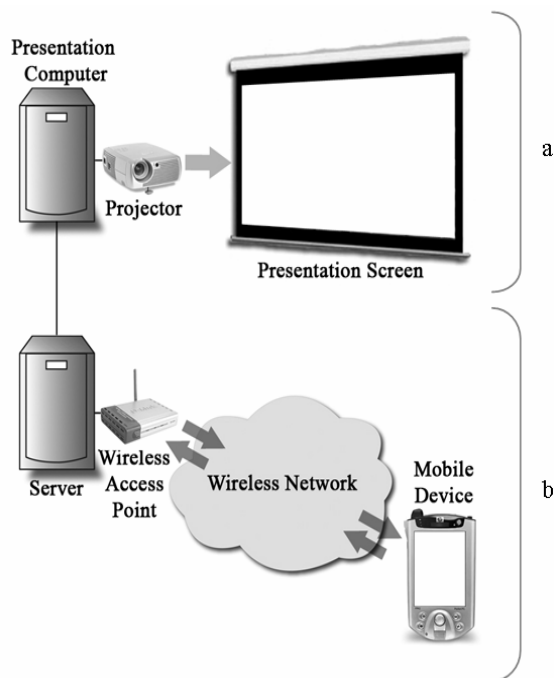 Presentation
Computer
a
Projector
Presentation Screen
Server
Wireless
Access
Point
Wireless Network
Mobile
Device
b